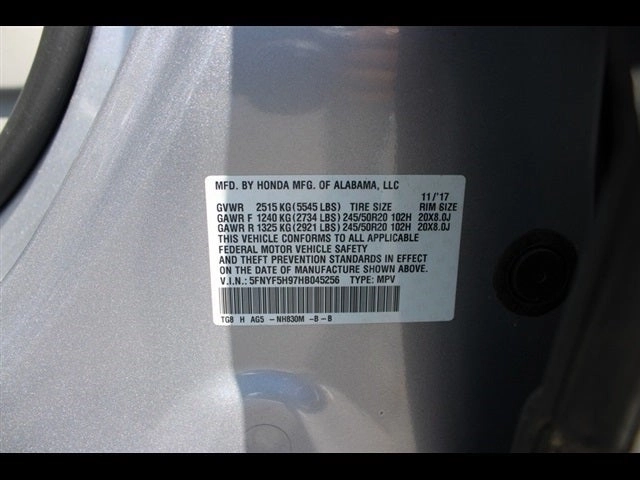 MFD. BY HONDA MFG. OF ALABAMA, LLC
11/'17
GVWR 2515 KG (5545 LBS) TIRE SIZE RIM SIZE
GAWR F 1240 KG (2734 LBS) 245/50R20 102H 20X8.0J
GAWR R 1325 KG (2921 LBS) 245/50R20 102H 20X8.0J
THIS VEHICLE CONFORMS TO ALL APPLICABLE
FEDERAL MOTOR VEHICLE SAFETY
AND THEFT PREVENTION STANDARDS IN EFFECT
ON THE DATE OF MANUFACTURE SHOWN ABOVE.
V.I.N.: 5FNYF5H97HB045256 TYPE: MPV
TG8 H AG5 -NH830M -B-B